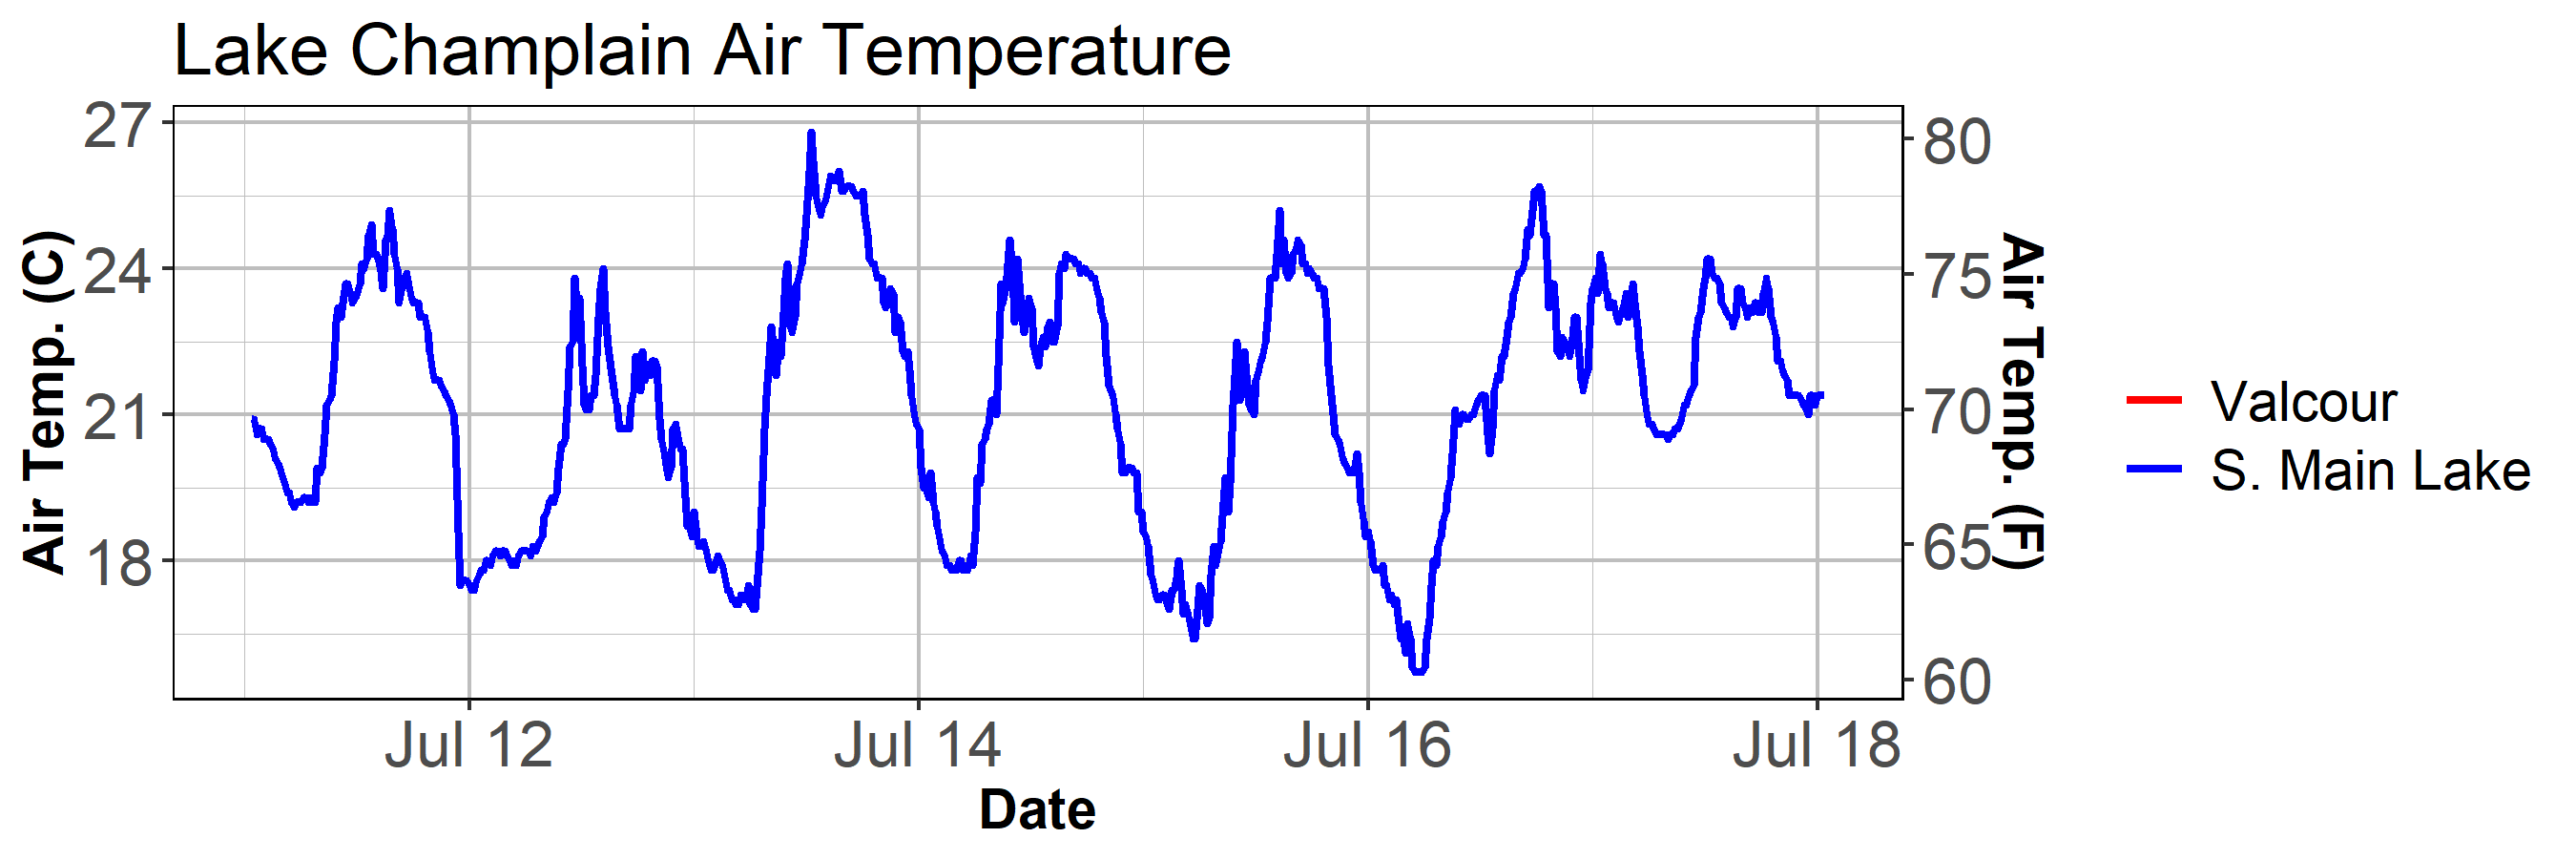 Lake Champlain Air Temperature
Air Temp. (C)
27
24
21
18
80
75
70
65
60
Air Temp. (F)
Jul 12
Jul 14
Jul 16
Jul 18
Date
Valcour
S. Main Lake